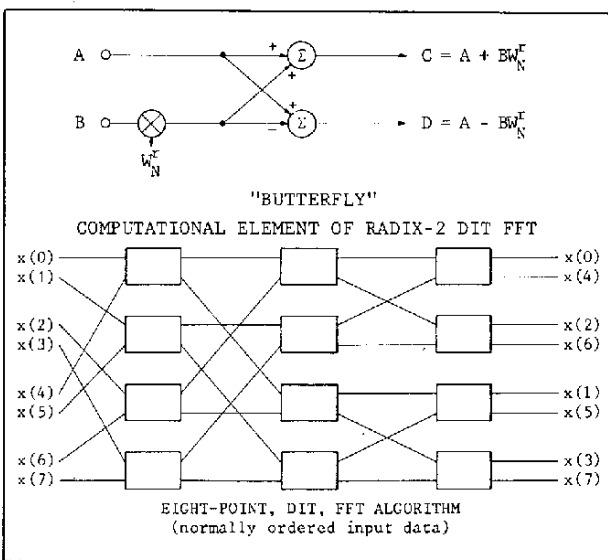 A + Σ C = A + BW_N^r
+
+
B − Σ D = A - BW_N^r
W_N^r
"BUTTERFLY"
COMPUTATIONAL ELEMENT OF RADIX-2 DIT FFT
x(0) x(0)
x(1) x(4)
x(2) x(2)
x(3) x(6)
x(4) x(1)
x(5) x(5)
x(6) x(3)
x(7) x(7)
EIGHT-POINT, DIT, FFT ALGORITHM
(normally ordered input data)